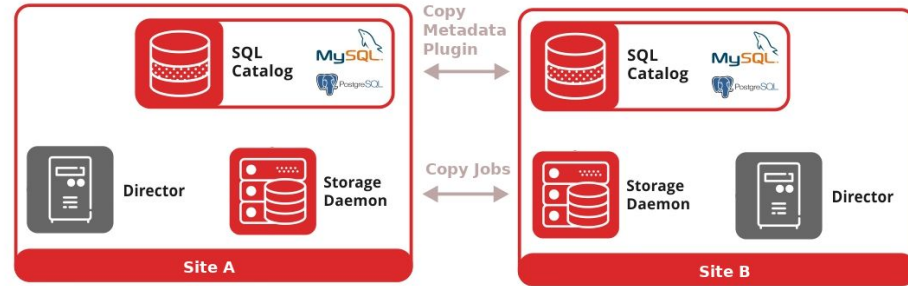 Copy
Metadata
Plugin
SQL
Catalog
MySQL
PostgreSQL
SQL
Catalog
MySQL
PostgreSQL
Director
Storage
Daemon
Copy Jobs
Storage
Daemon
Director
Site A
Site B